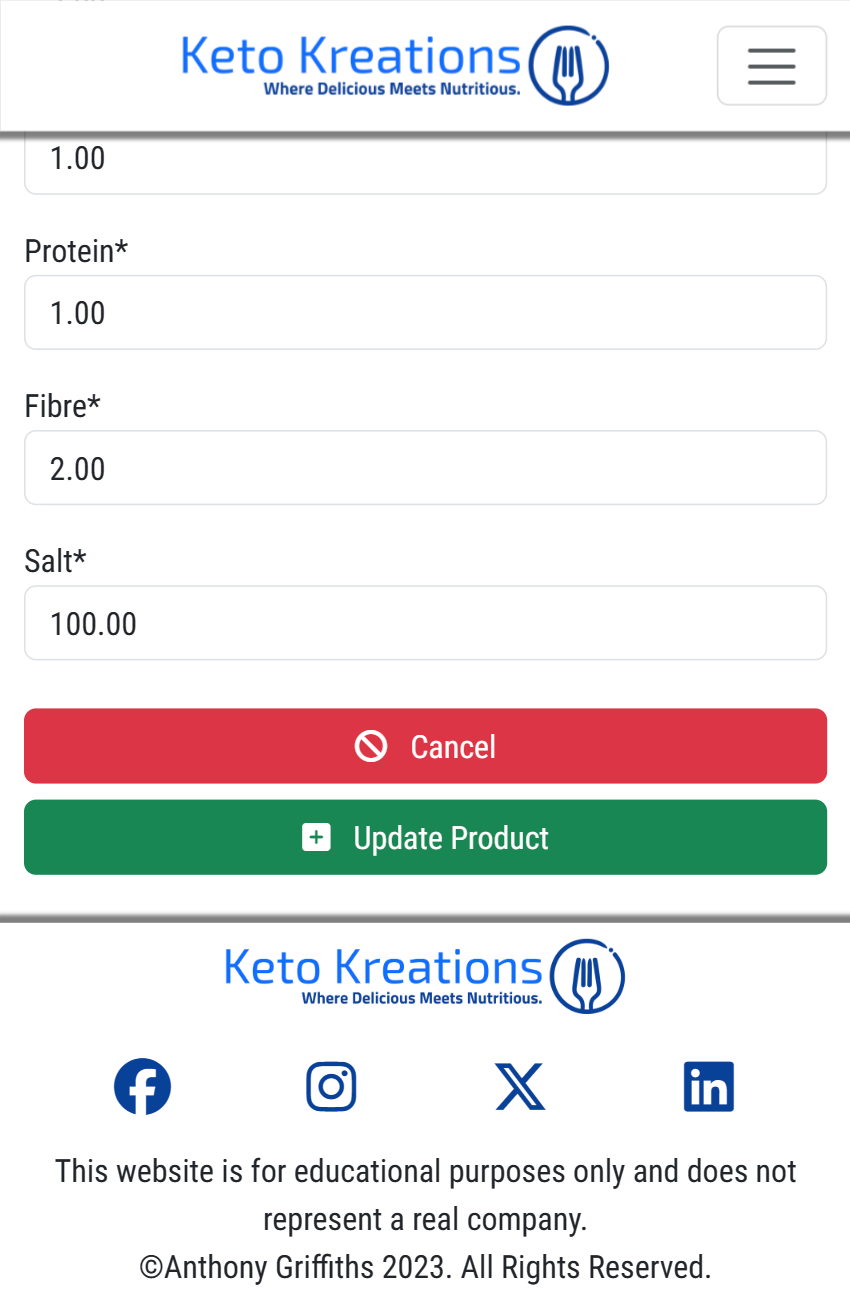 Keto Kreations
Where Delicious Meets Nutritious.
1.00
Protein*
1.00
Fibre*
2.00
Salt*
100.00
Cancel
Update Product
Keto Kreations
Where Delicious Meets Nutritious.
This website is for educational purposes only and does not
represent a real company.
©Anthony Griffiths 2023. All Rights Reserved.